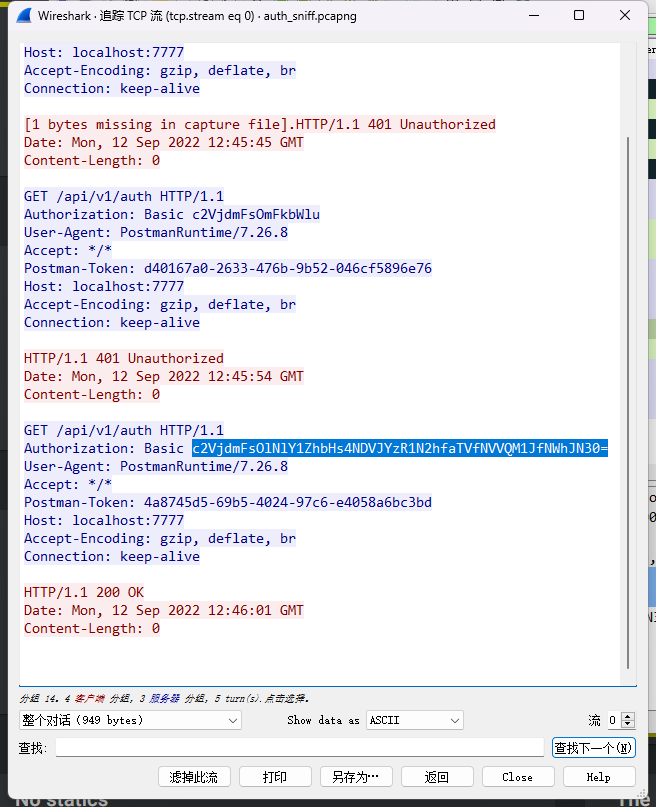 Wireshark · 追踪 TCP 流 (tcp.stream eq 0) · auth_sniff.pcapng
Host: localhost:7777
Accept-Encoding: gzip, deflate, br
Connection: keep-alive
[1 bytes missing in capture file].HTTP/1.1 401 Unauthorized
Date: Mon, 12 Sep 2022 12:45:45 GMT
Content-Length: 0
GET /api/v1/auth HTTP/1.1
Authorization: Basic c2VjdmFsOmFkbWlu
User-Agent: PostmanRuntime/7.26.8
Accept: */*
Postman-Token: d40167a0-2633-476b-9b52-046cf5896e76
Host: localhost:7777
Accept-Encoding: gzip, deflate, br
Connection: keep-alive
HTTP/1.1 401 Unauthorized
Date: Mon, 12 Sep 2022 12:45:54 GMT
Content-Length: 0
GET /api/v1/auth HTTP/1.1
Authorization: Basic c2VjdmFsOlNlY1ZhbHs4NDVJYzR1N2hfaTVfNVVQM1JfNWhJN30=
User-Agent: PostmanRuntime/7.26.8
Accept: */*
Postman-Token: 4a8745d5-69b5-4024-97c6-e4058a6bc3bd
Host: localhost:7777
Accept-Encoding: gzip, deflate, br
Connection: keep-alive
HTTP/1.1 200 OK
Date: Mon, 12 Sep 2022 12:46:01 GMT
Content-Length: 0
分组 14。4 客户端 分组，3 服务器 分组，5 turn(s).点击选择。
整个对话 (949 bytes) Show data as ASCII 流 0
查找: 查找下一个(N)
滤掉此流 打印 另存为… 返回 Close Help
No statics